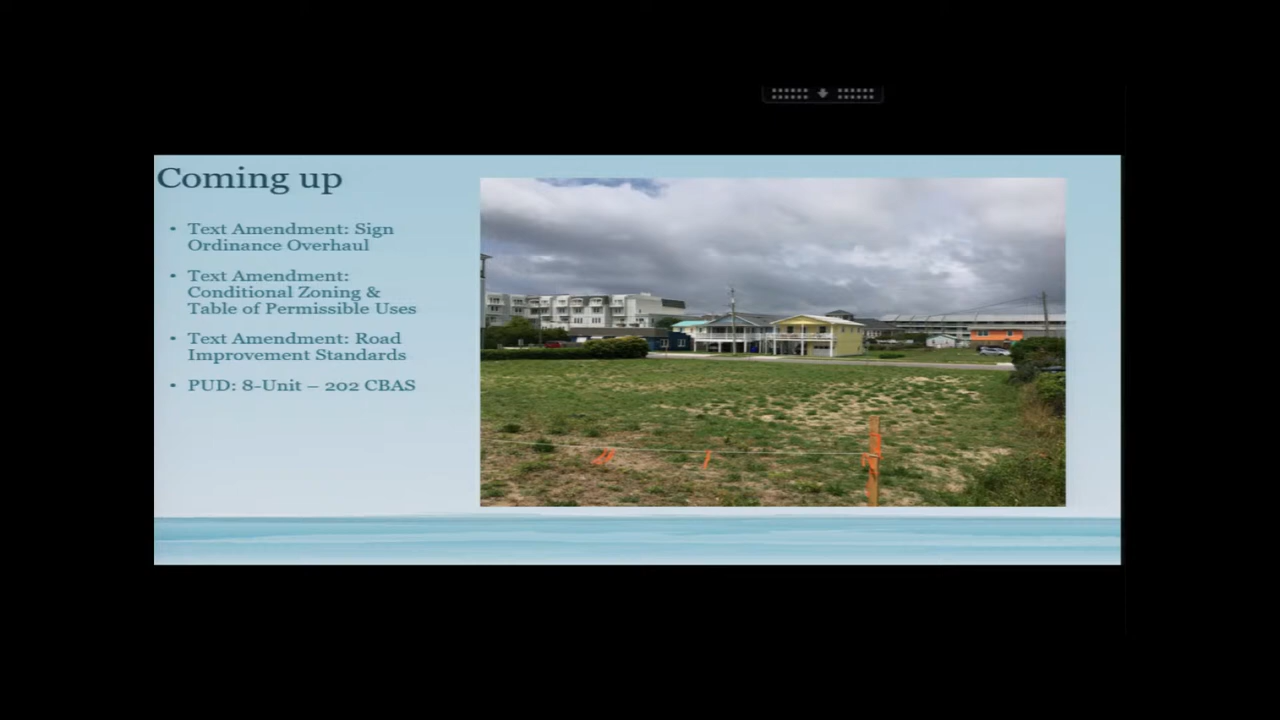 Coming up
• Text Amendment: Sign
Ordinance Overhaul
• Text Amendment:
Conditional Zoning &
Table of Permissible Uses
• Text Amendment: Road
Improvement Standards
• PUD: 8-Unit – 202 CBAS